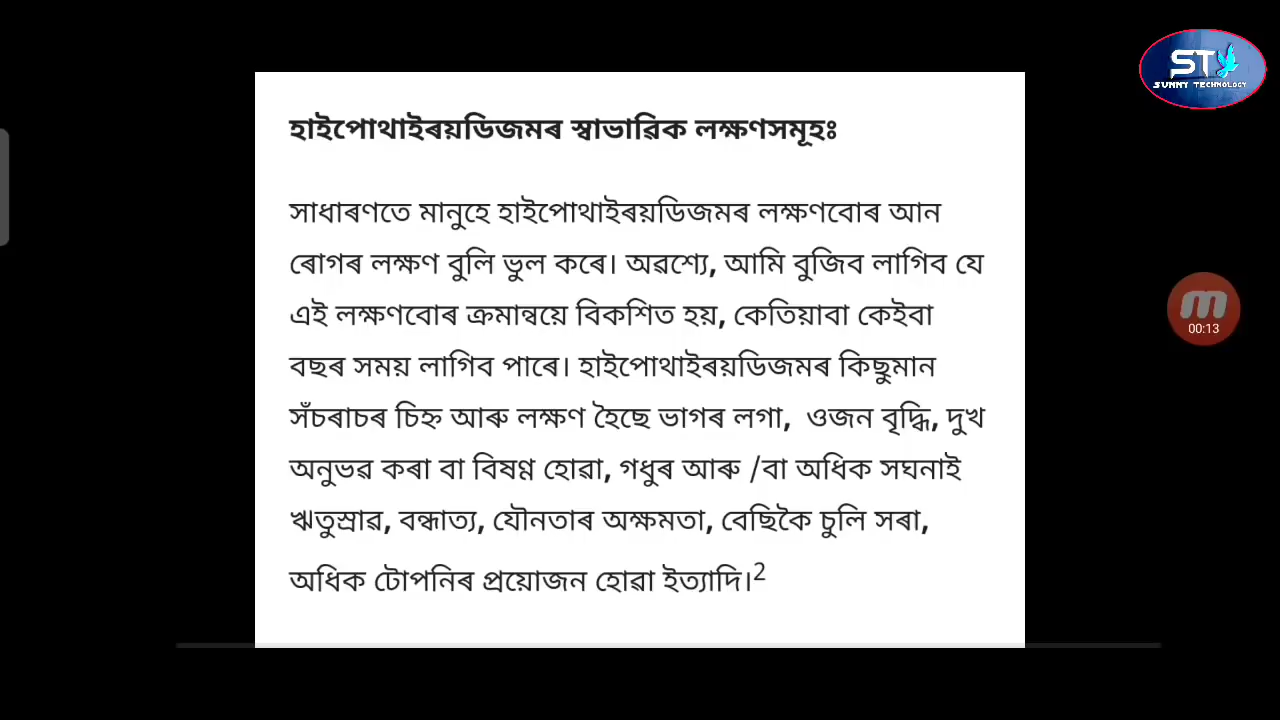 হাইপোথাইৰয়ডিজমৰ স্বাভাৱিক লক্ষণসমূহঃ
সাধাৰণতে মানুহে হাইপোথাইৰয়ডিজমৰ লক্ষণবোৰ আন
ৰোগৰ লক্ষণ বুলি ভুল কৰে। অৱশ্যে, আমি বুজিব লাগিব যে
এই লক্ষণবোৰ ক্ৰমান্বয়ে বিকশিত হয়, কেতিয়াবা কেইবা
বছৰ সময় লাগিব পাৰে। হাইপোথাইৰয়ডিজমৰ কিছুমান
সঁচৰাচৰ চিহ্ন আৰু লক্ষণ হৈছে ভাগৰ লগা, ওজন বৃদ্ধি, দুখ
অনুভৱ কৰা বা বিষণ্ণ হোৱা, গধুৰ আৰু /বা অধিক সঘনাই
ঋতুস্ৰাৱ, বন্ধাত্য, যৌনতাৰ অক্ষমতা, বেছিকৈ চুলি সৰা,
অধিক টোপনিৰ প্ৰয়োজন হোৱা ইত্যাদি।2
ST
SUNNY TECHNOLOGY
00:13